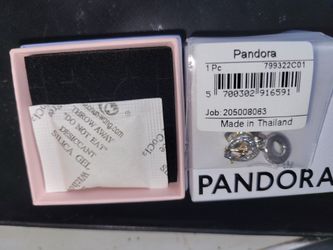 Pandora
1 Pc 799322C01
5 700302 916591
Job: 205008063
Made in Thailand
PANDORA
THROW AWAY
"DO NOT EAT"
DESICCANT
SILICA GEL